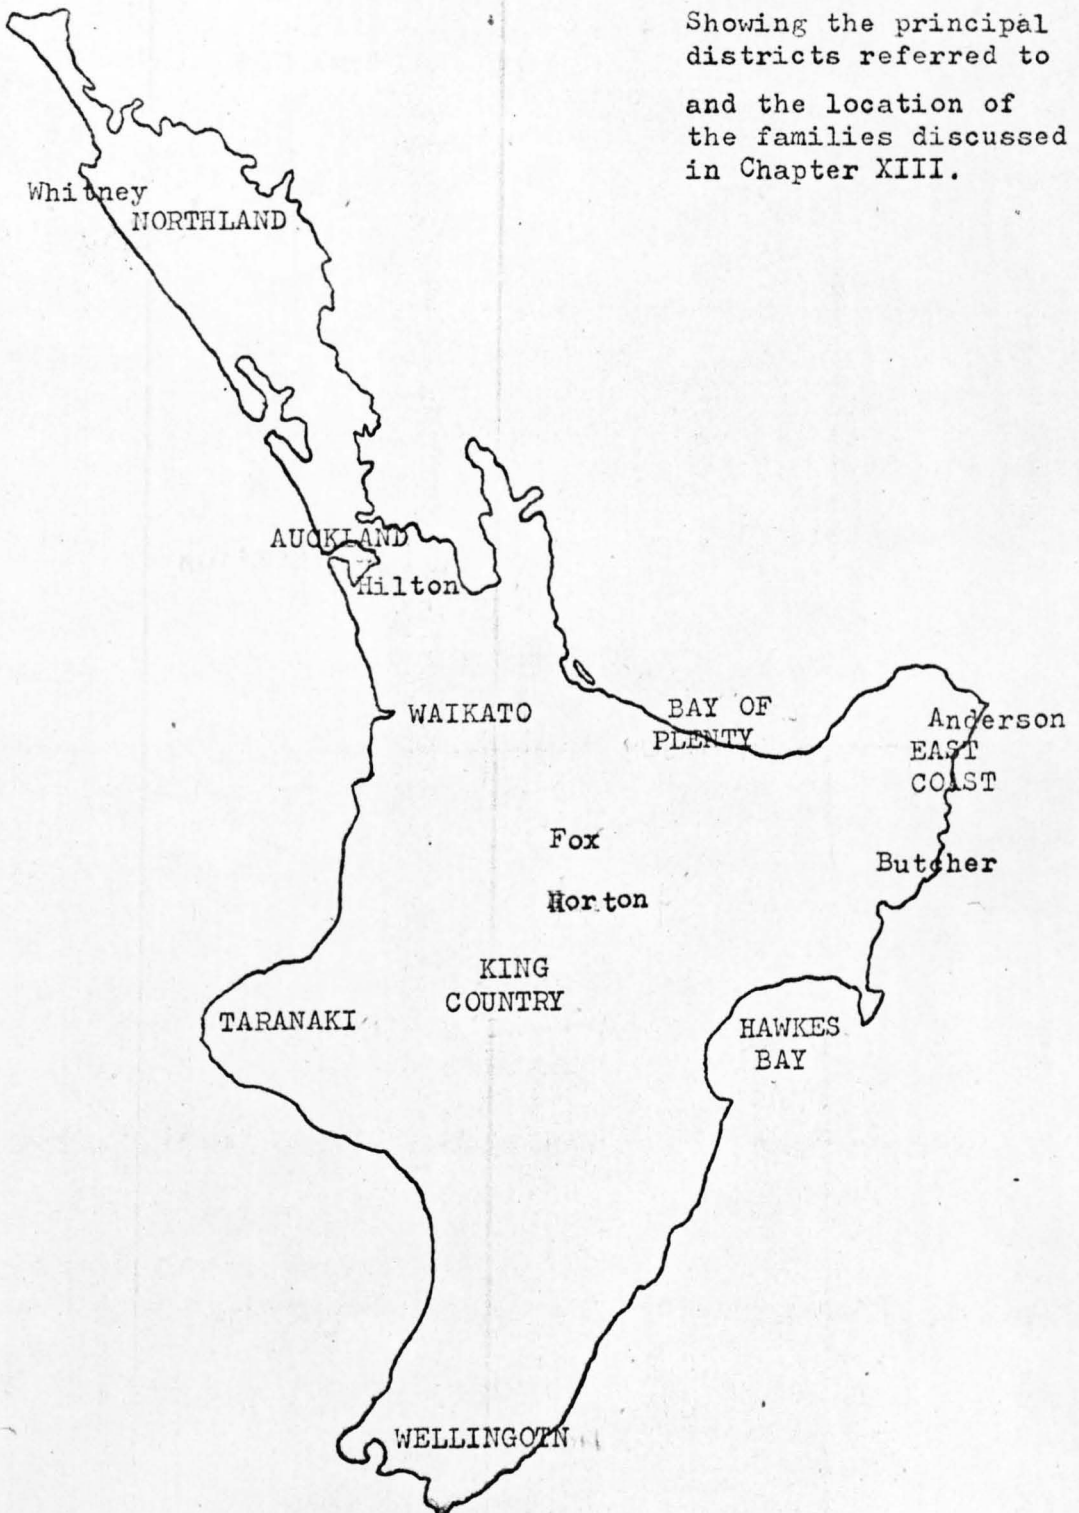 Showing the principal
districts referred to
and the location of
the families discussed
in Chapter XIII.
Whitney
NORTHLAND
AUCKLAND
Hilton
WAIKATO
BAY OF
PLENTY
Anderson
EAST
COAST
Fox
Butcher
Horton
KING
COUNTRY
TARANAKI
HAWKES
BAY
WELLINGOTN